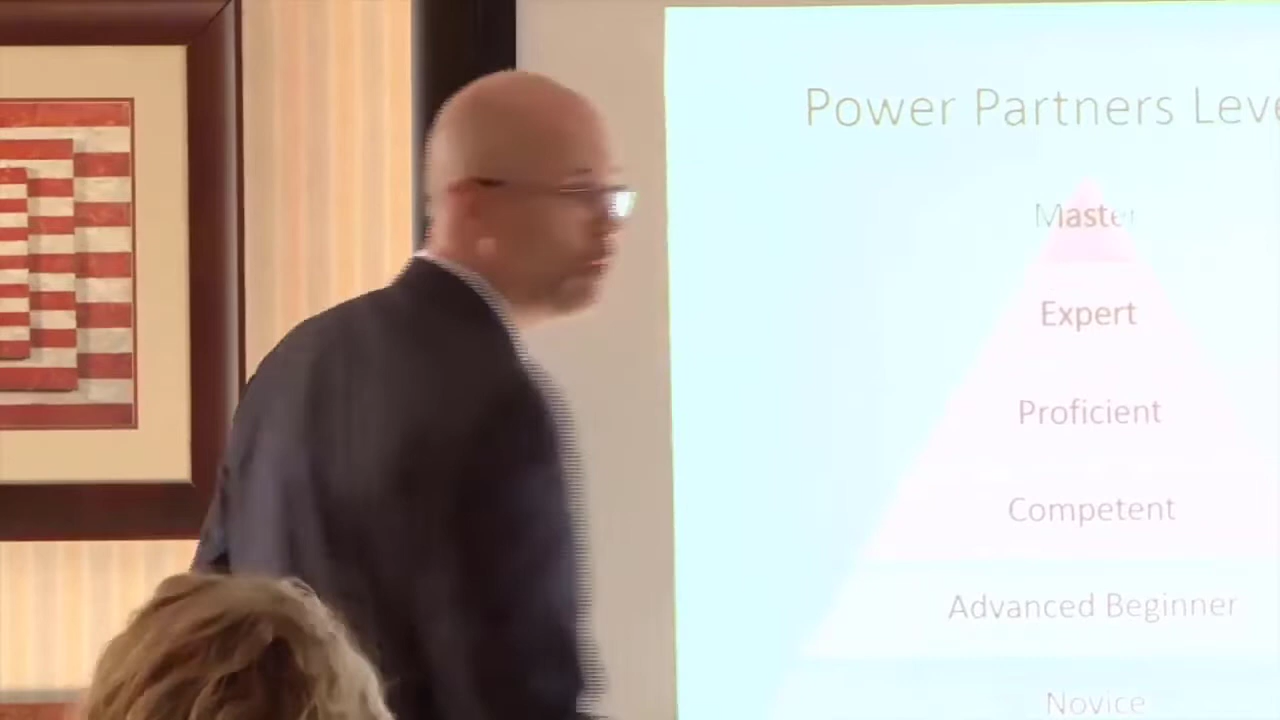 Power Partners Leve
Master
Expert
Proficient
Competent
Advanced Beginner
Novice